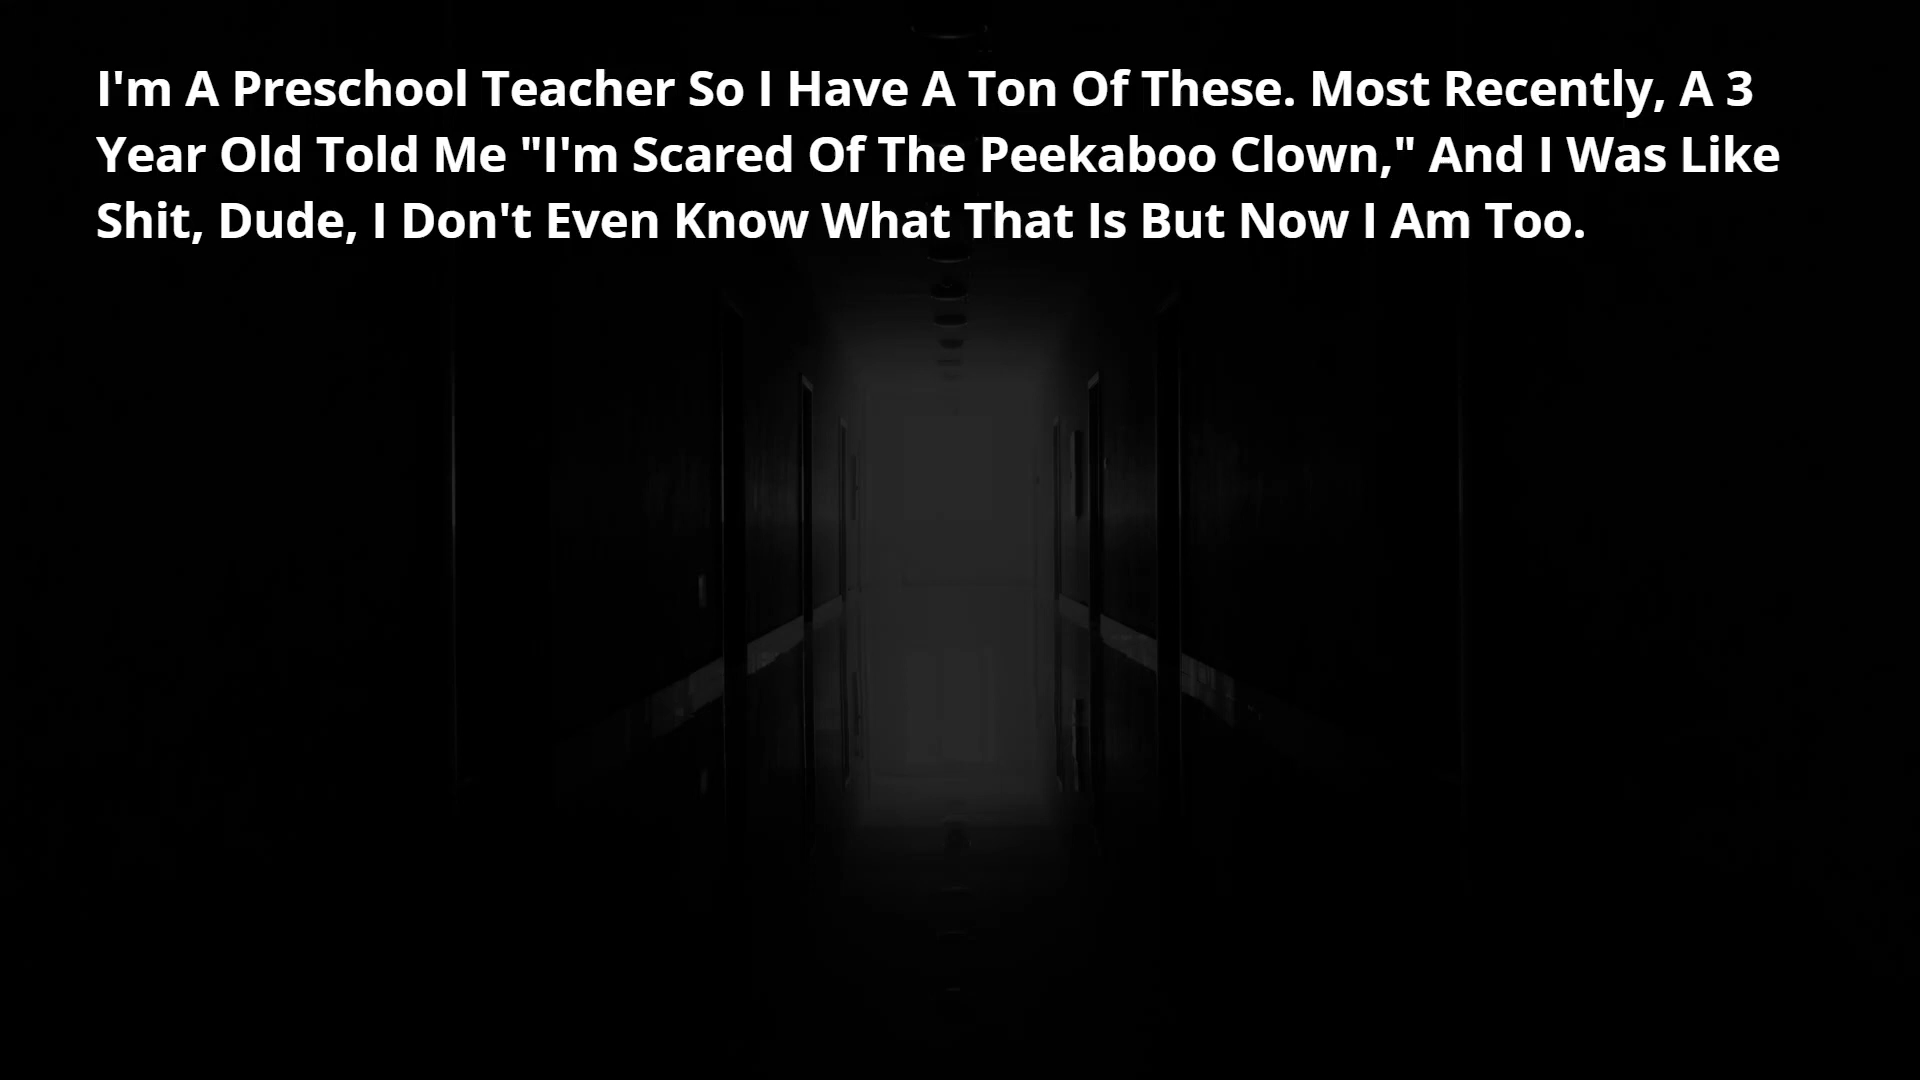 I'm A Preschool Teacher So I Have A Ton Of These. Most Recently, A 3
Year Old Told Me "I'm Scared Of The Peekaboo Clown," And I Was Like
Shit, Dude, I Don't Even Know What That Is But Now I Am Too.